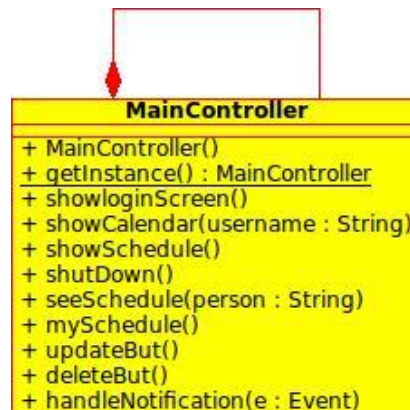 MainController
+ MainController()
+ getInstance() : MainController
+ showloginScreen()
+ showCalendar(username : String)
+ showSchedule()
+ shutDown()
+ seeSchedule(person : String)
+ mySchedule()
+ updateBut()
+ deleteBut()
+ handleNotification(e : Event)